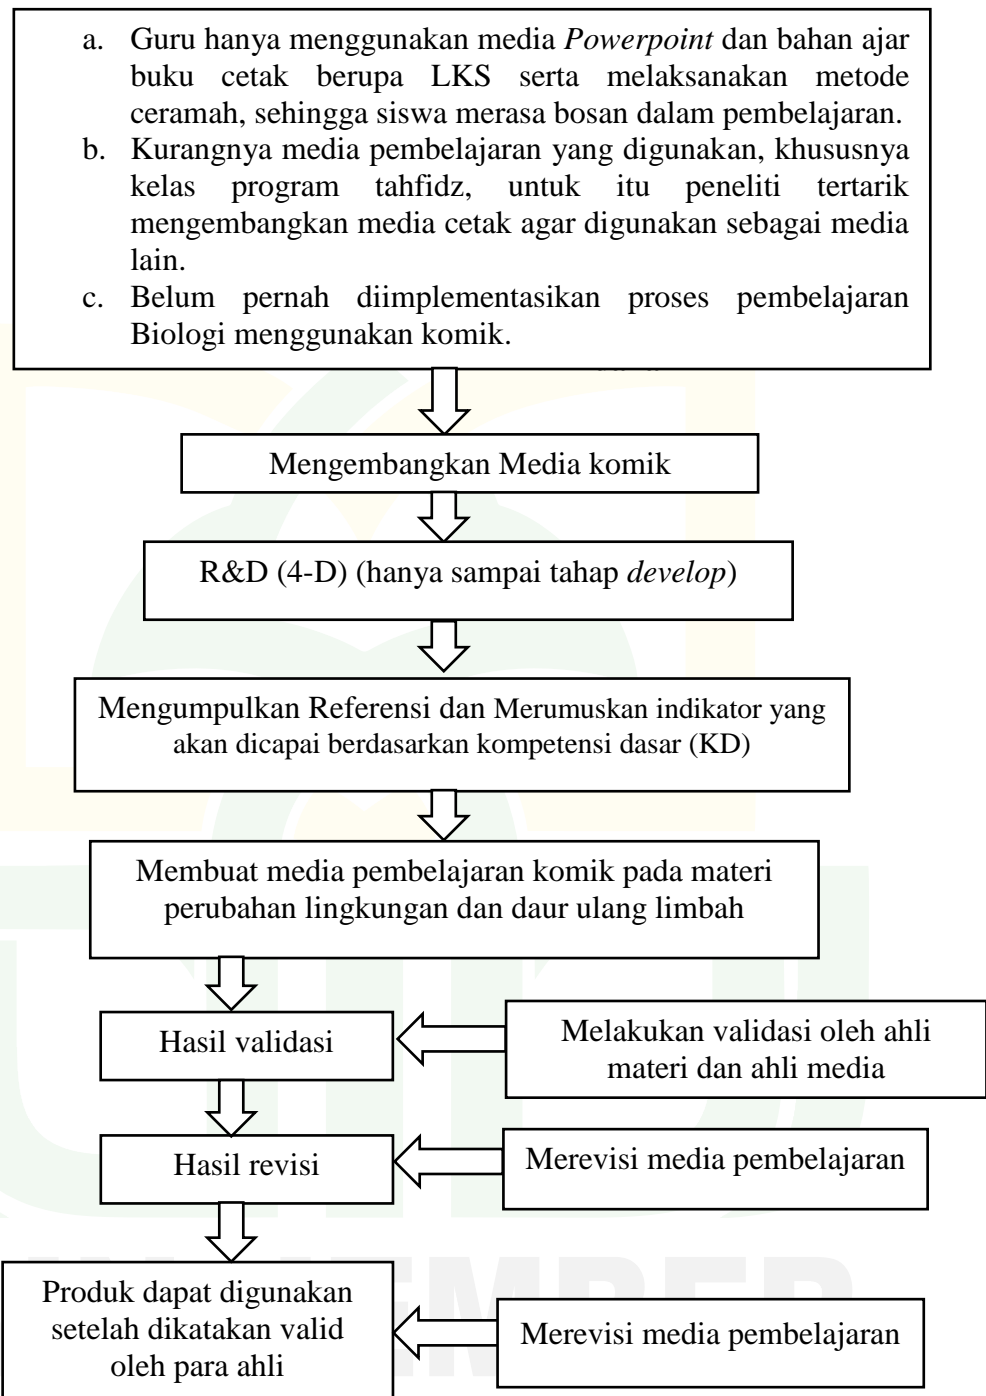 a. Guru hanya menggunakan media Powerpoint dan bahan ajar
buku cetak berupa LKS serta melaksanakan metode
ceramah, sehingga siswa merasa bosan dalam pembelajaran.
b. Kurangnya media pembelajaran yang digunakan, khususnya
kelas program tahfidz, untuk itu peneliti tertarik
mengembangkan media cetak agar digunakan sebagai media
lain.
c. Belum pernah diimplementasikan proses pembelajaran
Biologi menggunakan komik.
Mengembangkan Media komik
R&D (4-D) (hanya sampai tahap develop)
Mengumpulkan Referensi dan Merumuskan indikator yang
akan dicapai berdasarkan kompetensi dasar (KD)
Membuat media pembelajaran komik pada materi
perubahan lingkungan dan daur ulang limbah
Hasil validasi
Melakukan validasi oleh ahli
materi dan ahli media
Hasil revisi
Merevisi media pembelajaran
Produk dapat digunakan
setelah dikatakan valid
oleh para ahli
Merevisi media pembelajaran